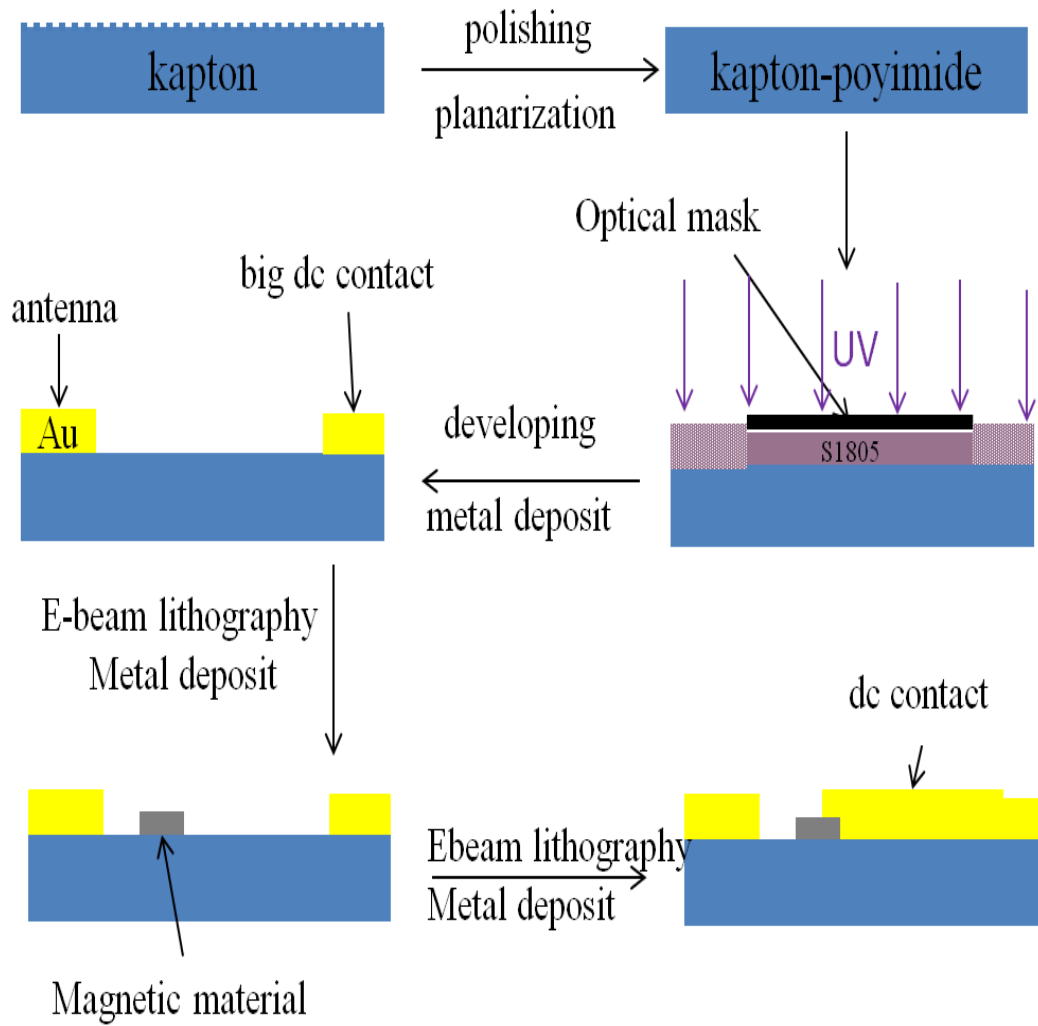 kapton
polishing
planarization
kapton-poyimide
Optical mask
big dc contact
antenna
UV
Au
developing
metal deposit
S1805
E-beam lithography
Metal deposit
dc contact
Ebeam lithography
Metal deposit
Magnetic material